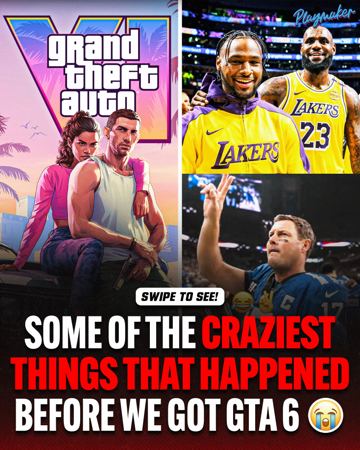 Playmaker
VI
grand
theft
auto
LAKERS
LAKERS
23
C
17
SWIPE TO SEE!
SOME OF THE CRAZIEST
THINGS THAT HAPPENED
BEFORE WE GOT GTA 6 😭